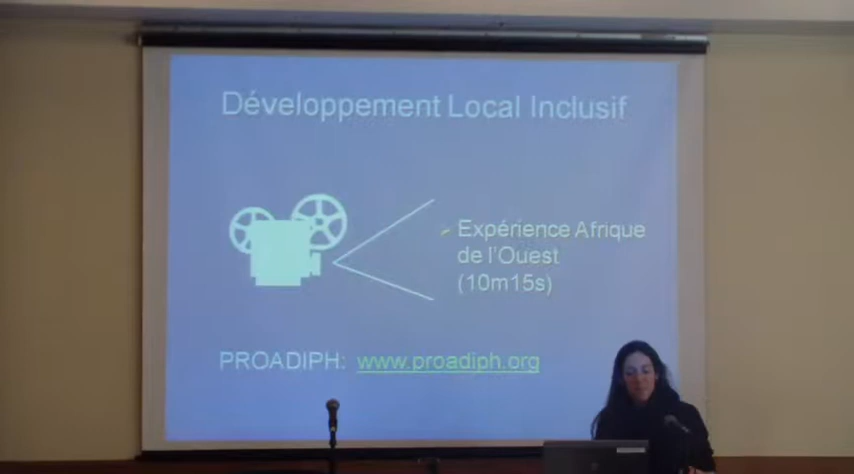 Développement Local Inclusif
Expérience Afrique
de l'Ouest
(10m15s)
PROADIPH: www.proadiph.org